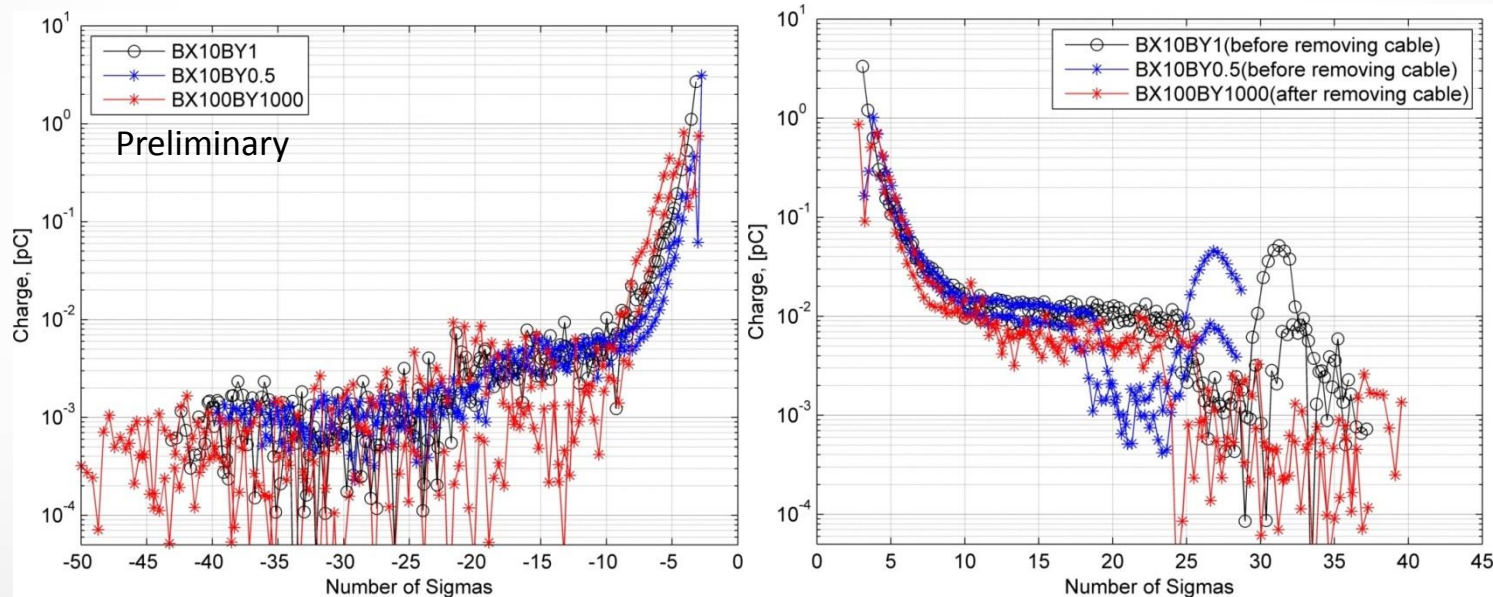 BX10BY1
BX10BY0.5
BX100BY1000
Preliminary
Charge, [pC]
10^1
10^0
10^-1
10^-2
10^-3
10^-4
-50 -45 -40 -35 -30 -25 -20 -15 -10 -5 0
Number of Sigmas
BX10BY1(before removing cable)
BX10BY0.5(before removing cable)
BX100BY1000(after removing cable)
Charge, [pC]
10^1
10^0
10^-1
10^-2
10^-3
10^-4
0 5 10 15 20 25 30 35 40 45
Number of Sigmas